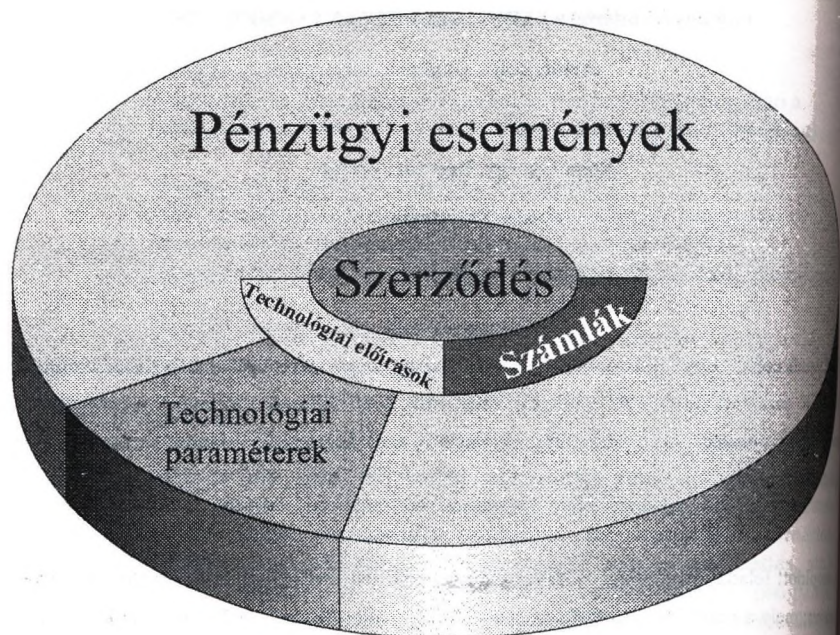 Pénzügyi események
Szerződés
Technológiai előírások
Számlák
Technológiai
paraméterek